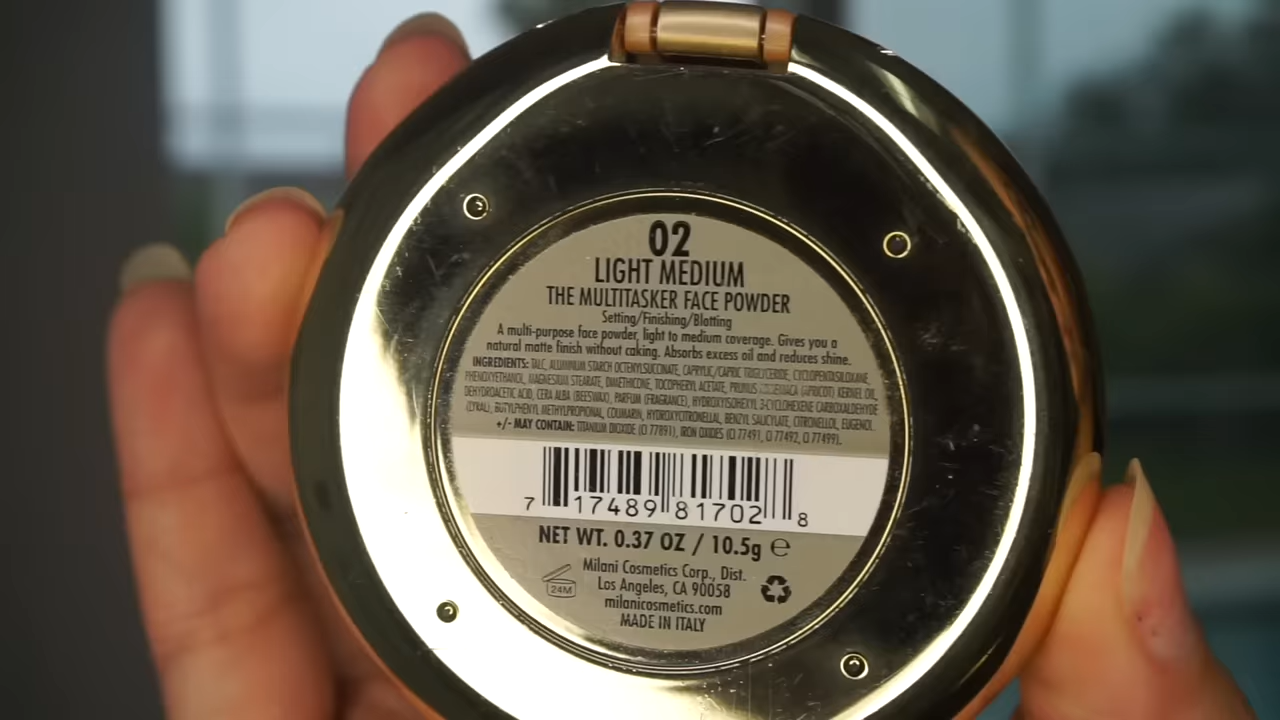 02
LIGHT MEDIUM
THE MULTITASKER FACE POWDER
Setting/Finishing/Blotting
A multi-purpose face powder, light to medium coverage. Gives you a
natural matte finish without caking. Absorbs excess oil and reduces shine.
INGREDIENTS: TALC, ALUMINUM STARCH OCTENYLSUCCINATE, CAPRYLIC/CAPRIC TRIGLYCERIDE, CYCLOPENTASILOXANE,
PHENOXYETHANOL, MAGNESIUM STEARATE, DIMETHICONE, TOCOPHERYL ACETATE, PRUNUS (APRICOT) KERNEL OIL,
DEHYDROACETIC ACID, CERA ALBA (BEESWAX), PARFUM (FRAGRANCE), HYDROXYISOHEXYL 3-CYCLOHEXENE CARBOXALDEHYDE
(LYRAL), BUTYLPHENYL METHYLPROPIONAL, COUMARIN, HYDROXYCITRONELLAL, BENZYL SALICYLATE, CITRONELLOL, EUGENOL.
+/- MAY CONTAIN: TITANIUM DIOXIDE (CI 77891), IRON OXIDES (CI 77491, CI 77492, CI 77499).
7 17489 81702 8
NET WT. 0.37 OZ / 10.5g ℮
24M
Milani Cosmetics Corp., Dist.
Los Angeles, CA 90058
milanicosmetics.com
MADE IN ITALY